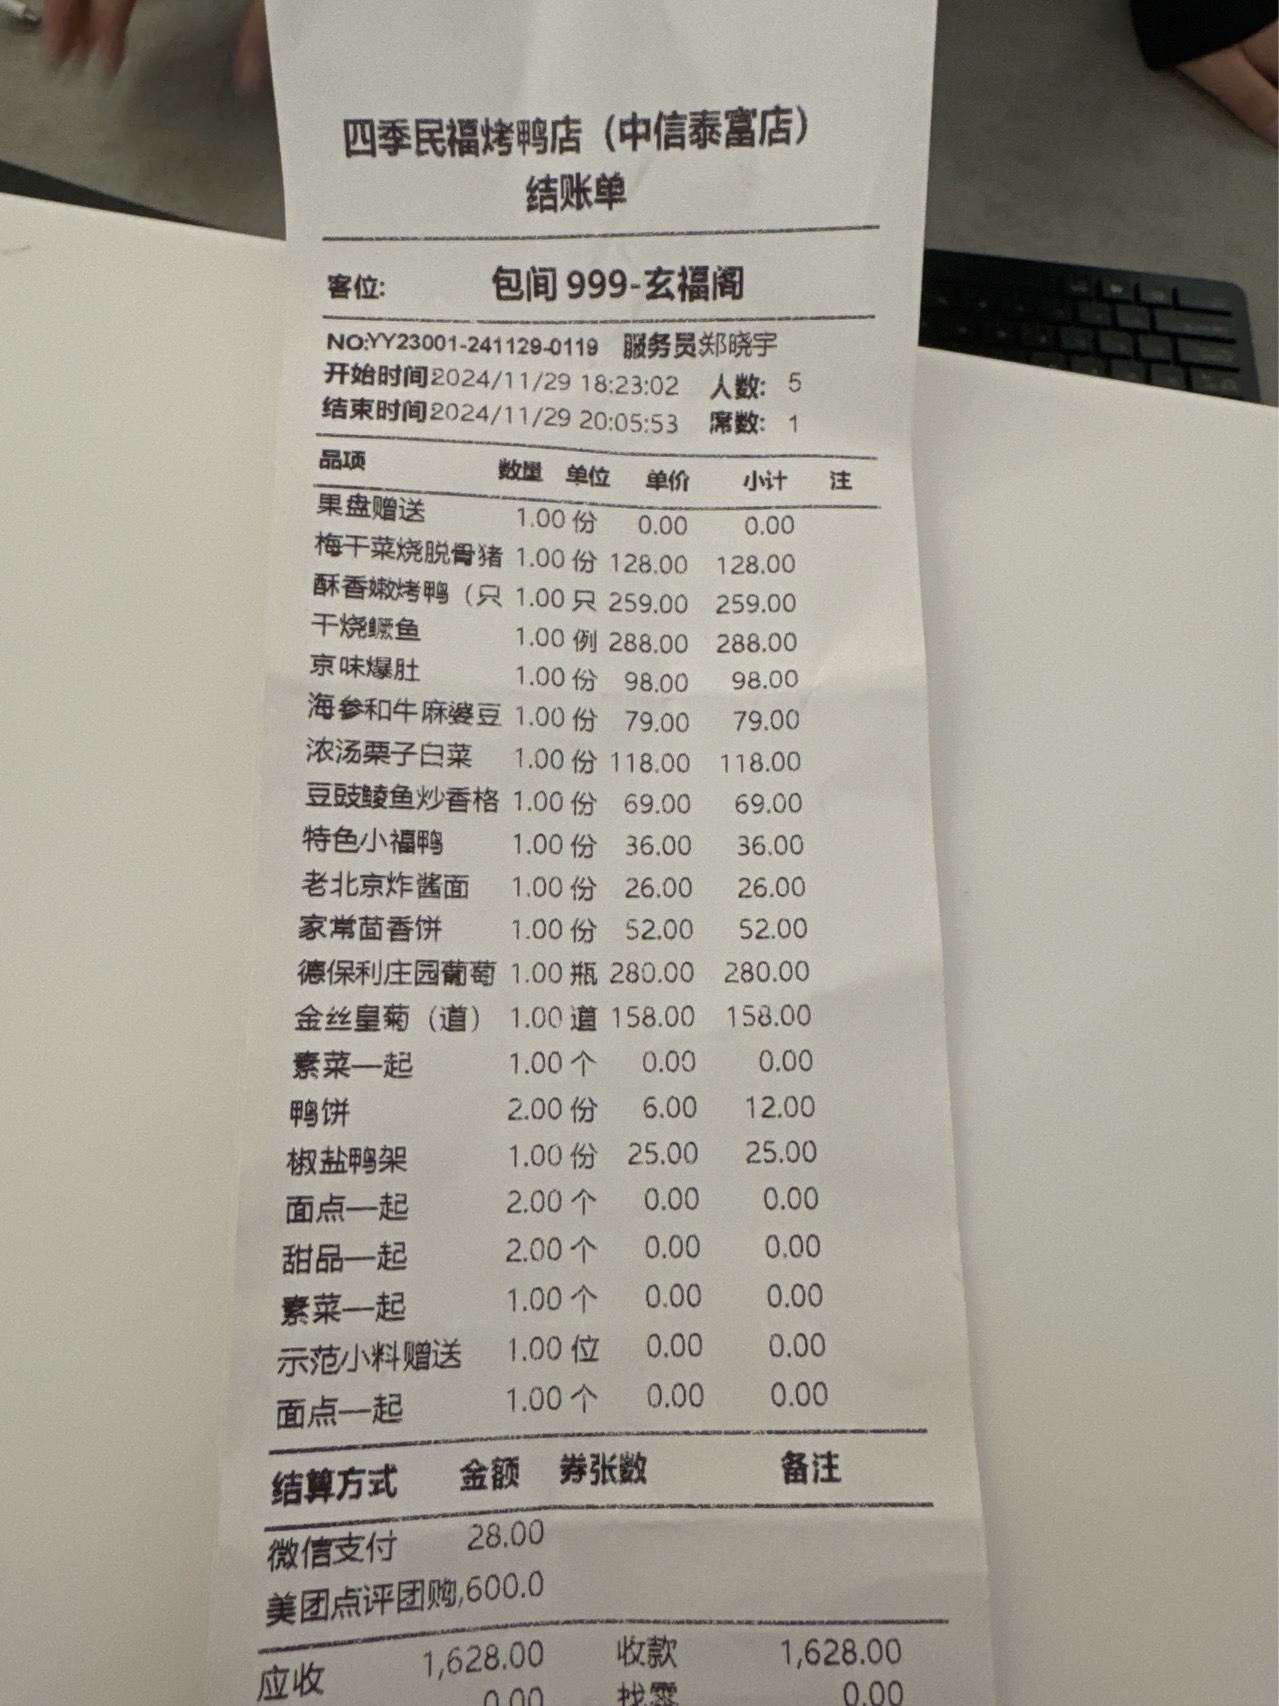 四季民福烤鸭店（中信泰富店）
结账单
客位: 包间 999-玄福阁
NO:YY23001-241129-0119 服务员:郑晓宇
开始时间2024/11/29 18:23:02 人数: 5
结束时间2024/11/29 20:05:53 席数: 1
品项 数量 单位 单价 小计 注
果盘赠送 1.00 份 0.00 0.00
梅干菜烧脱骨猪 1.00 份 128.00 128.00
酥香嫩烤鸭（只 1.00 只 259.00 259.00
干烧鳜鱼 1.00 例 288.00 288.00
京味爆肚 1.00 份 98.00 98.00
海参和牛麻婆豆 1.00 份 79.00 79.00
浓汤栗子白菜 1.00 份 118.00 118.00
豆豉鲮鱼炒香格 1.00 份 69.00 69.00
特色小福鸭 1.00 份 36.00 36.00
老北京炸酱面 1.00 份 26.00 26.00
家常茴香饼 1.00 份 52.00 52.00
德保利庄园葡萄 1.00 瓶 280.00 280.00
金丝皇菊（道） 1.00 道 158.00 158.00
素菜—起 1.00 个 0.00 0.00
鸭饼 2.00 份 6.00 12.00
椒盐鸭架 1.00 份 25.00 25.00
面点—起 2.00 个 0.00 0.00
甜品—起 2.00 个 0.00 0.00
素菜—起 1.00 个 0.00 0.00
示范小料赠送 1.00 位 0.00 0.00
面点—起 1.00 个 0.00 0.00
结算方式 金额 券张数 备注
微信支付 28.00
美团点评团购,600.0
应收 1,628.00 收款 1,628.00
0.00 找零 0.00